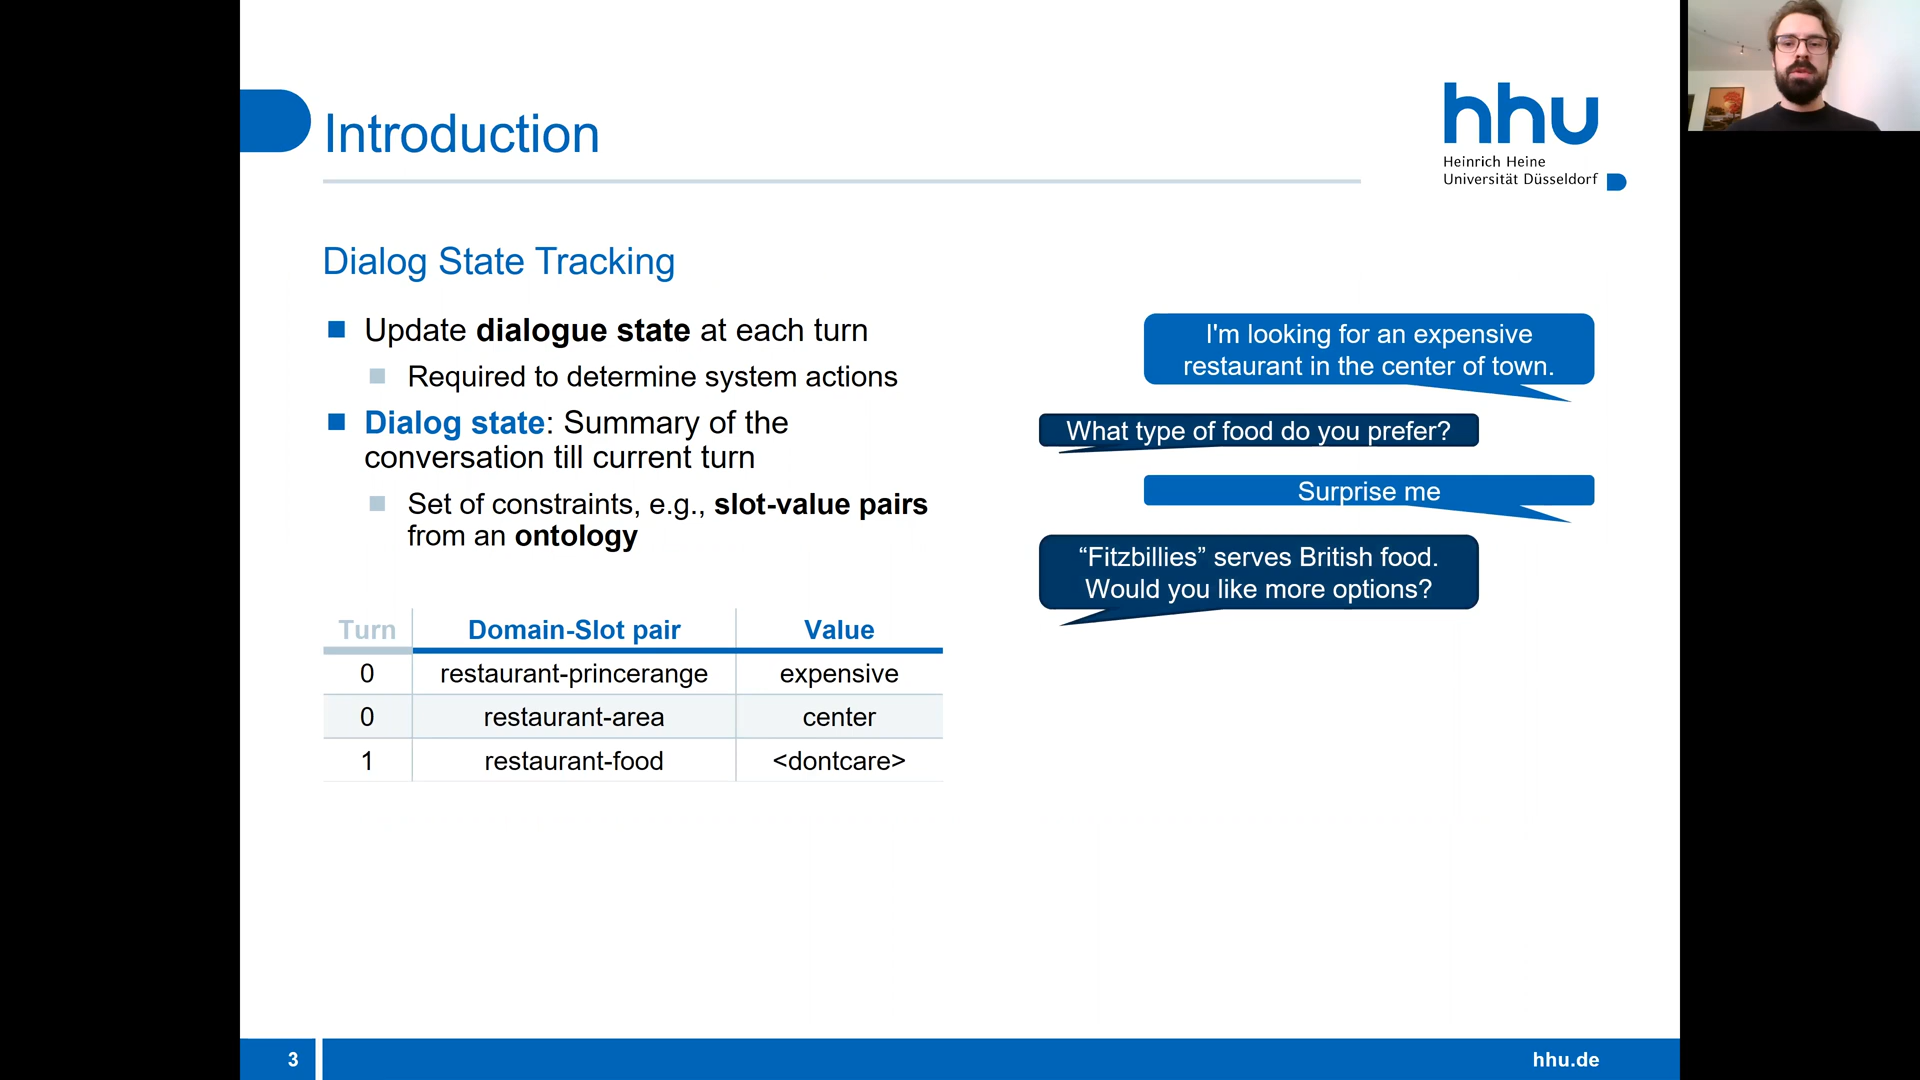 Introduction
hhu
Heinrich Heine
Universität Düsseldorf
Dialog State Tracking
Update dialogue state at each turn
Required to determine system actions
Dialog state: Summary of the
conversation till current turn
Set of constraints, e.g., slot-value pairs
from an ontology
I'm looking for an expensive
restaurant in the center of town.
What type of food do you prefer?
Surprise me
“Fitzbillies” serves British food.
Would you like more options?
Turn Domain-Slot pair Value
0 restaurant-princerange expensive
0 restaurant-area center
1 restaurant-food <dontcare>
3
hhu.de